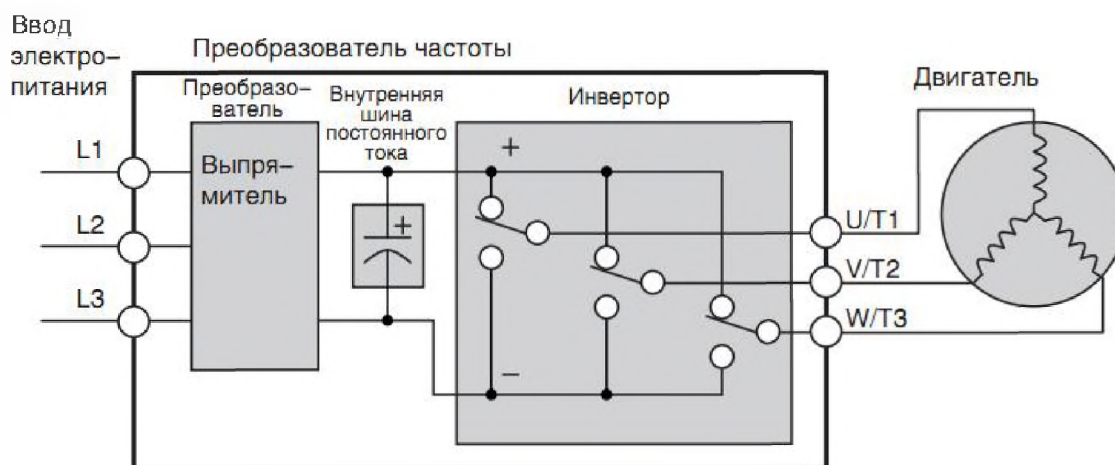 Ввод
электро–
питания
Преобразователь частоты
Двигатель
Преобразо–
ватель
Внутренняя
шина
постоянного
тока
Инвертор
L1
L2
L3
Выпря–
митель
+
+
–
U/T1
V/T2
W/T3